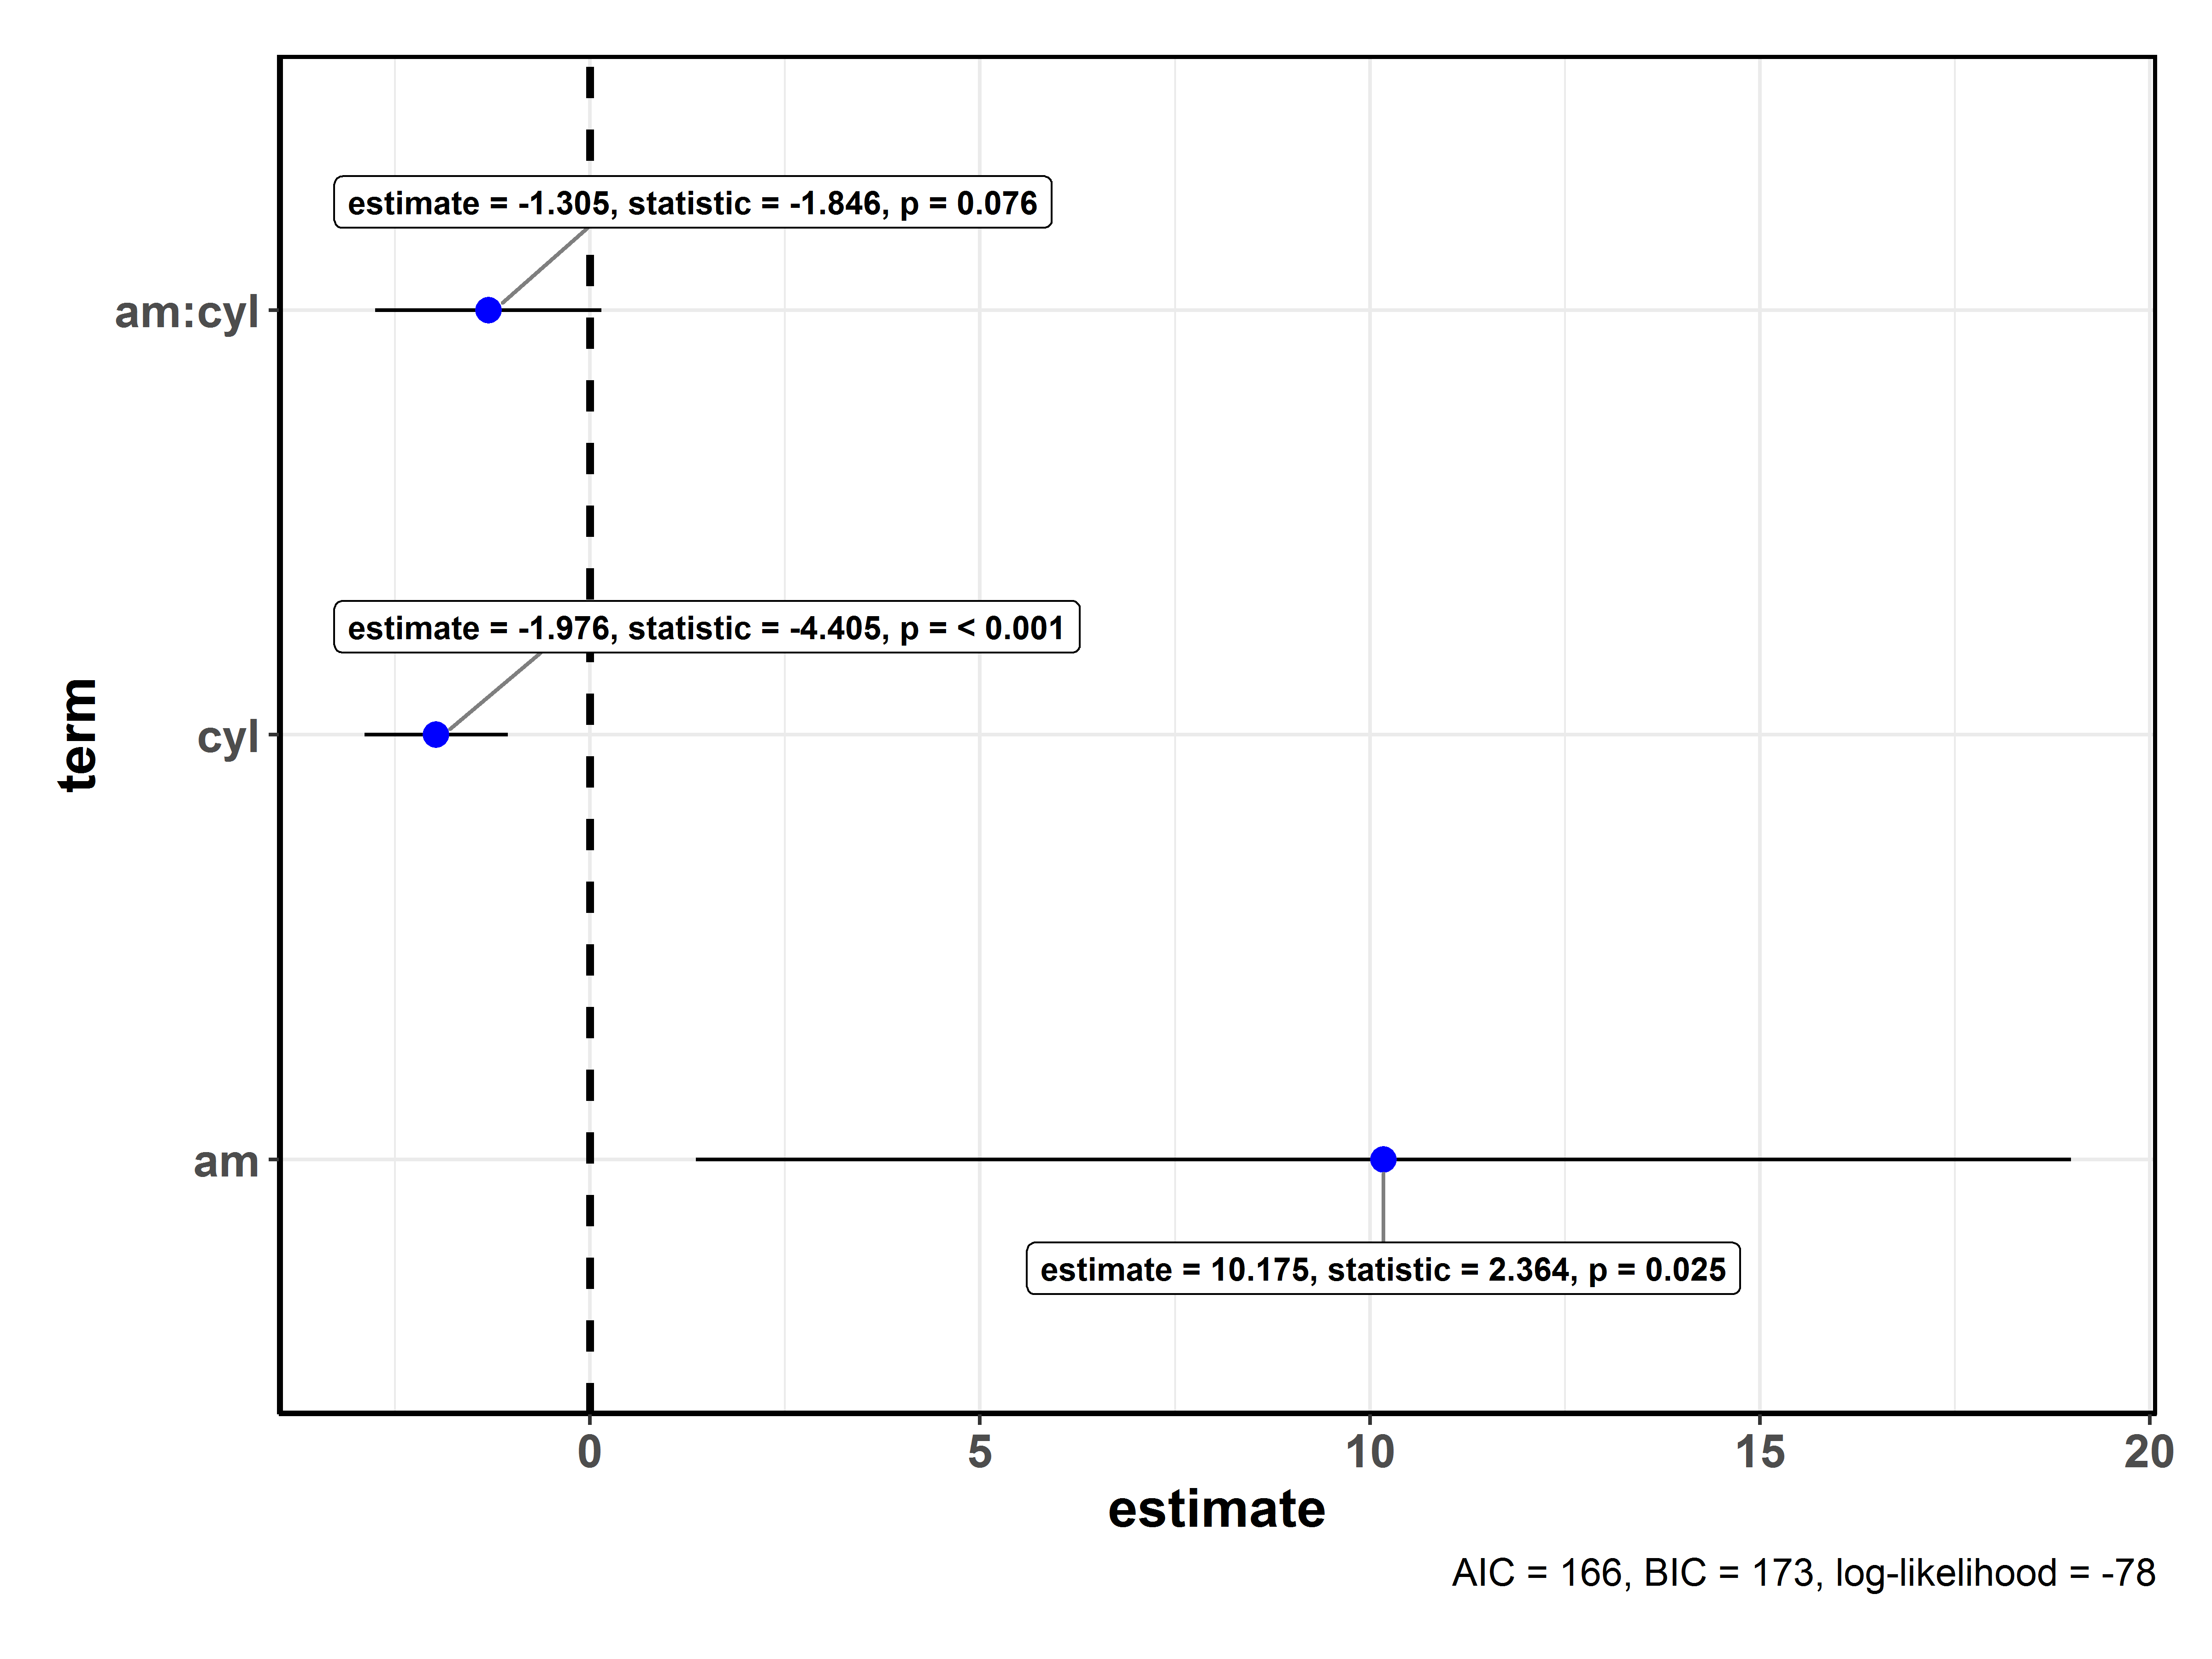 estimate = -1.305, statistic = -1.846, p = 0.076
am:cyl
estimate = -1.976, statistic = -4.405, p = < 0.001
cyl
term
am
estimate = 10.175, statistic = 2.364, p = 0.025
0 5 10 15 20
estimate
AIC = 166, BIC = 173, log-likelihood = -78